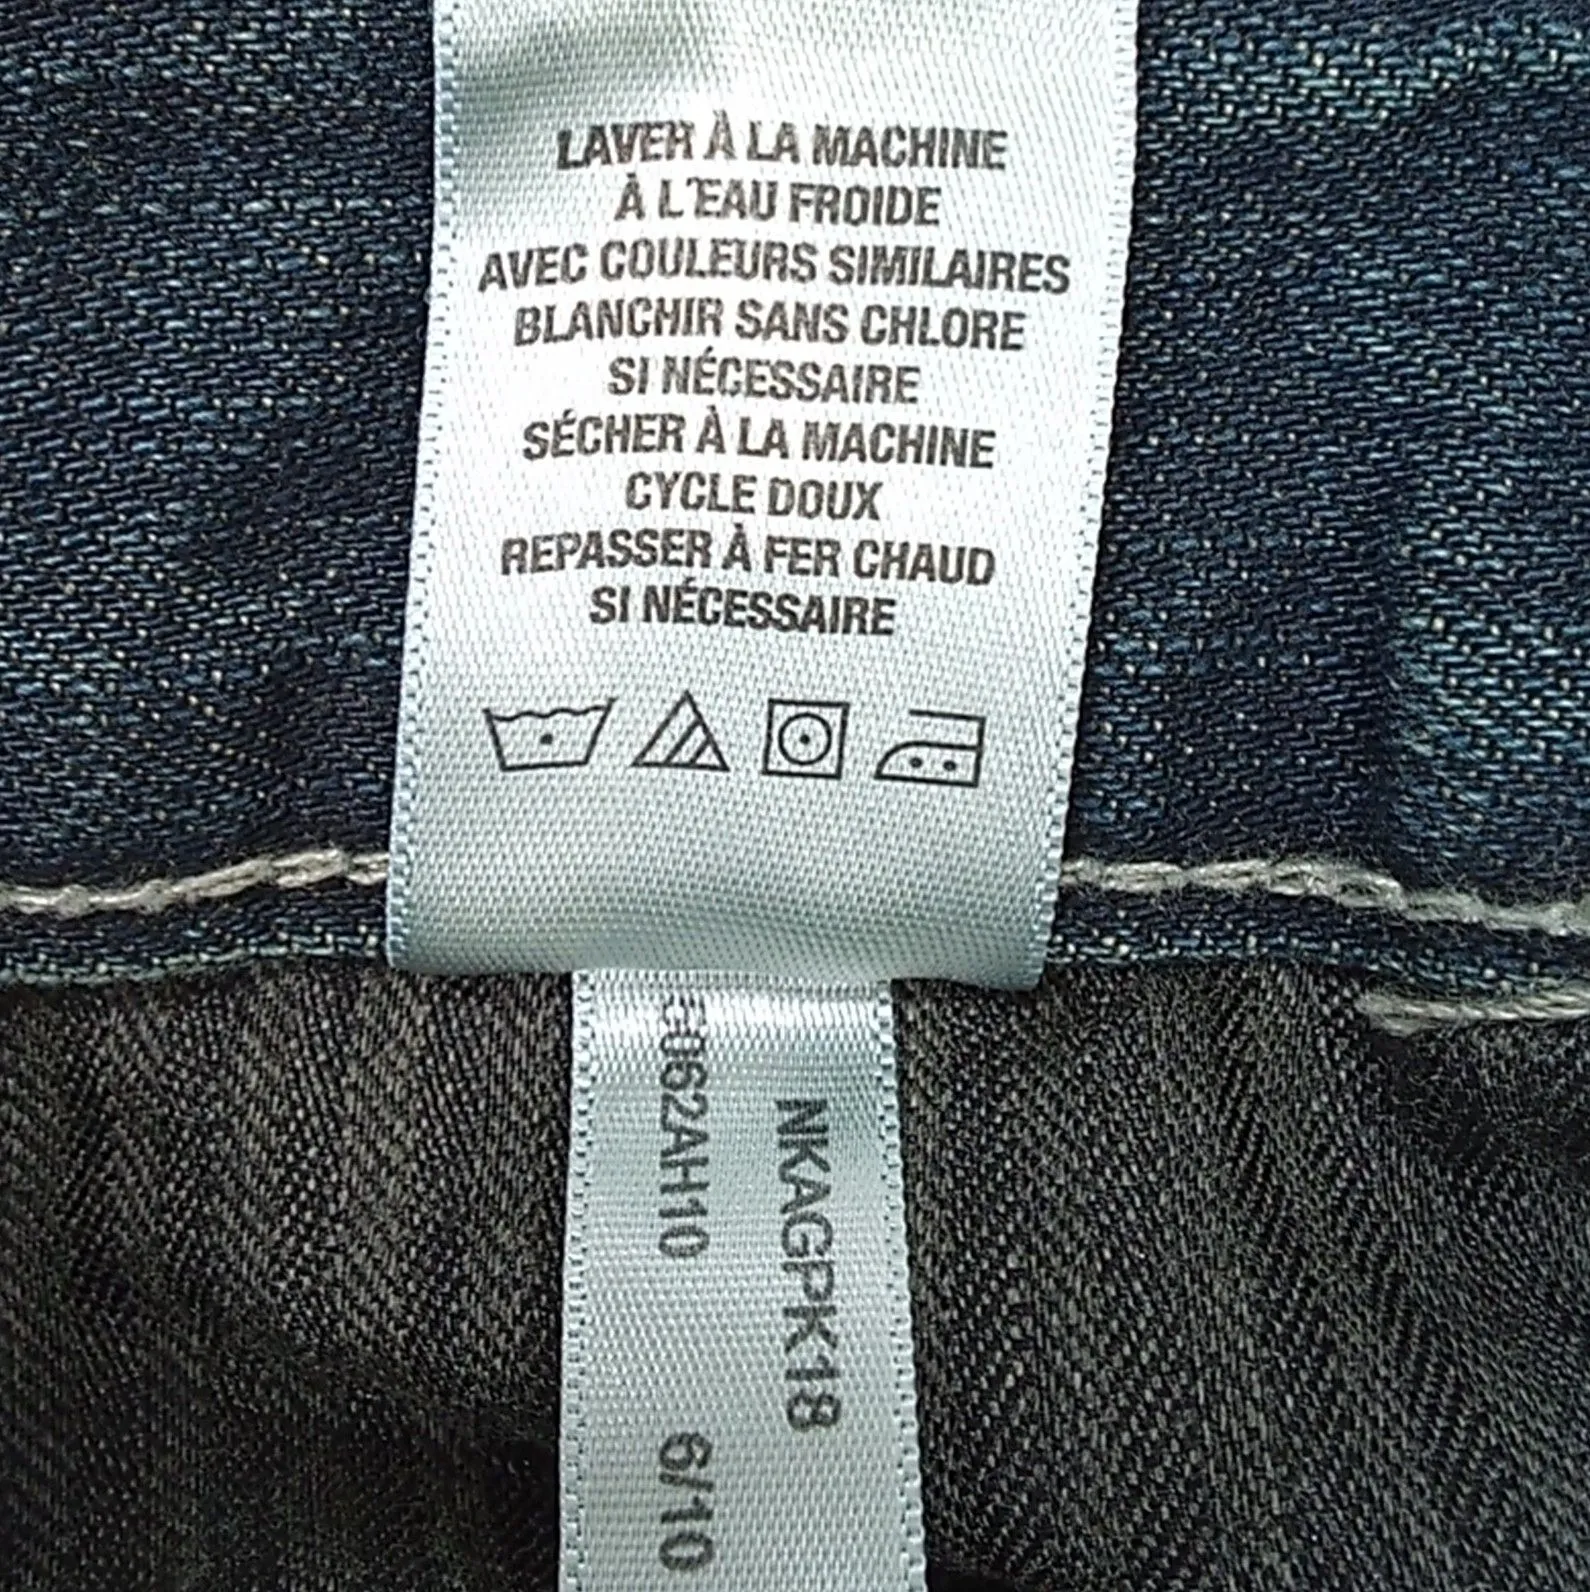 LAVER À LA MACHINE
À L'EAU FROIDE
AVEC COULEURS SIMILAIRES
BLANCHIR SANS CHLORE
SI NÉCESSAIRE
SÉCHER À LA MACHINE
CYCLE DOUX
REPASSER À FER CHAUD
SI NÉCESSAIRE
NKAGPK18
6/10